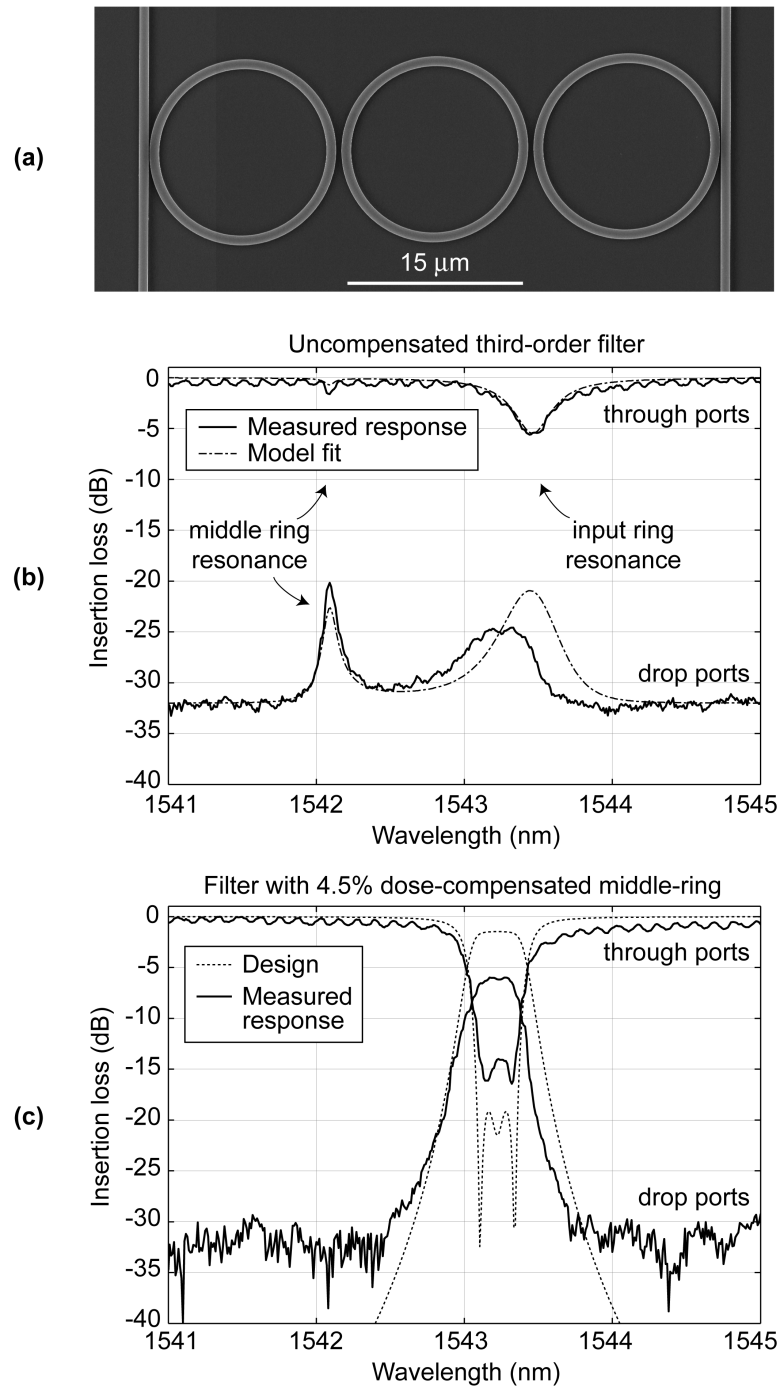 (a)
15 μm
Uncompensated third-order filter
0
-5
-10
-15
-20
-25
-30
-35
-40
Insertion loss (dB)
through ports
Measured response
Model fit
middle ring
resonance
input ring
resonance
drop ports
(b)
1541
1542
1543
1544
1545
Wavelength (nm)
Filter with 4.5% dose-compensated middle-ring
0
-5
-10
-15
-20
-25
-30
-35
-40
Insertion loss (dB)
through ports
Design
Measured
response
drop ports
(c)
1541
1542
1543
1544
1545
Wavelength (nm)